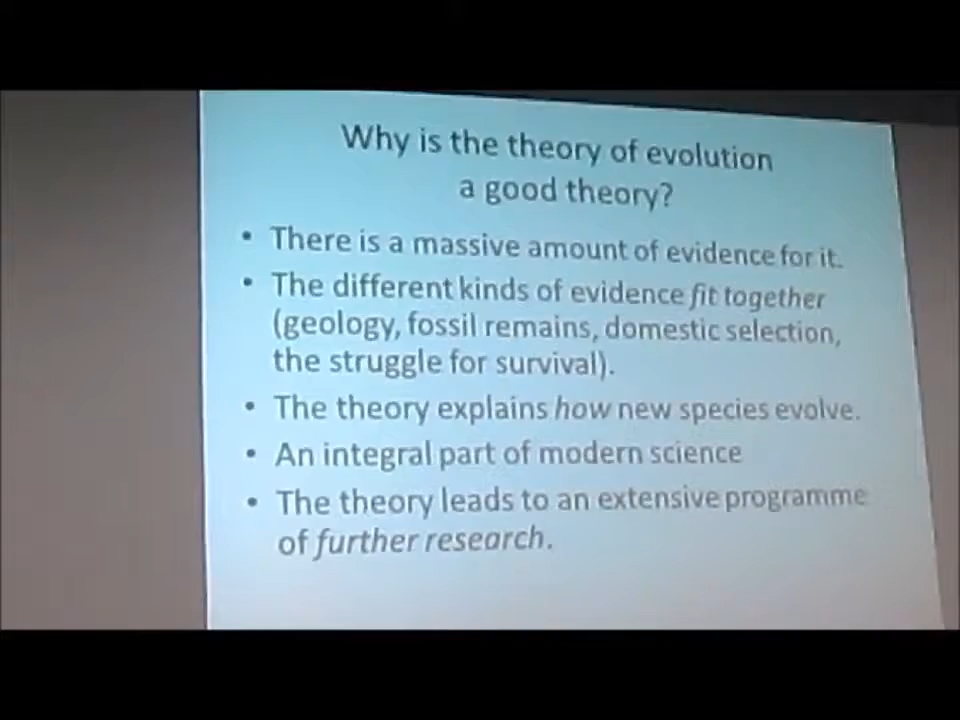 Why is the theory of evolution
a good theory?
• There is a massive amount of evidence for it.
• The different kinds of evidence fit together
(geology, fossil remains, domestic selection,
the struggle for survival).
• The theory explains how new species evolve.
• An integral part of modern science
• The theory leads to an extensive programme
of further research.